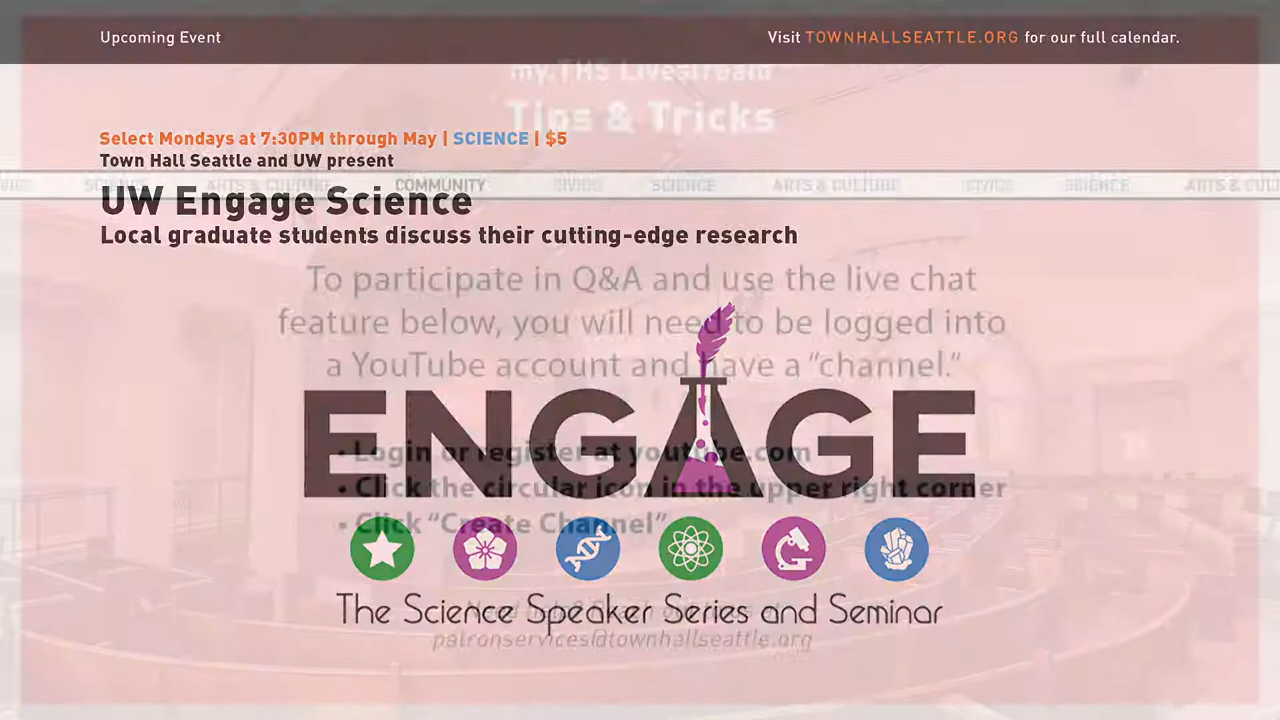 Upcoming Event
Visit TOWNHALLSEATTLE.ORG for our full calendar.
my.THS Livestream
Tips & Tricks
Select Mondays at 7:30PM through May | SCIENCE | $5
Town Hall Seattle and UW present
SCIENCE ARTS & CULTURE COMMUNITY CIVICS SCIENCE ARTS & CULTURE CIVICS SCIENCE ARTS & CUL
UW Engage Science
Local graduate students discuss their cutting-edge research
To participate in Q&A and use the live chat
feature below, you will need to be logged into
a YouTube account and have a “channel.”
ENGAGE
• Login or register at youtube.com
• Click the circular icon in the upper right corner
• Click “Create Channel”
The Science Speaker Series and Seminar
patronservices@townhallseattle.org